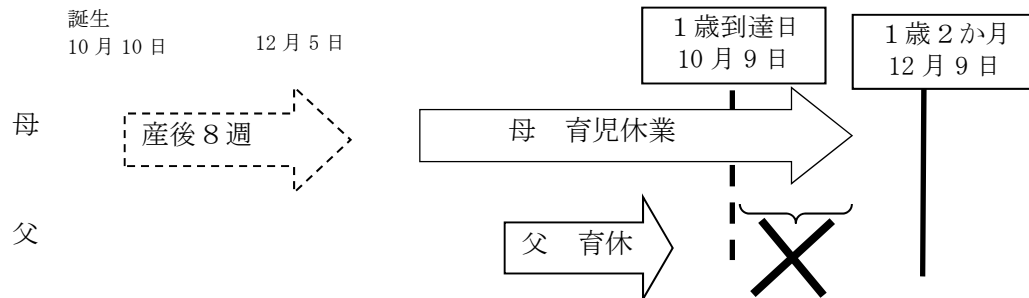 誕生
10月10日
12月5日
１歳到達日
10月9日
１歳２か月
12月9日
母
産後８週
母　育児休業
父
父　育休